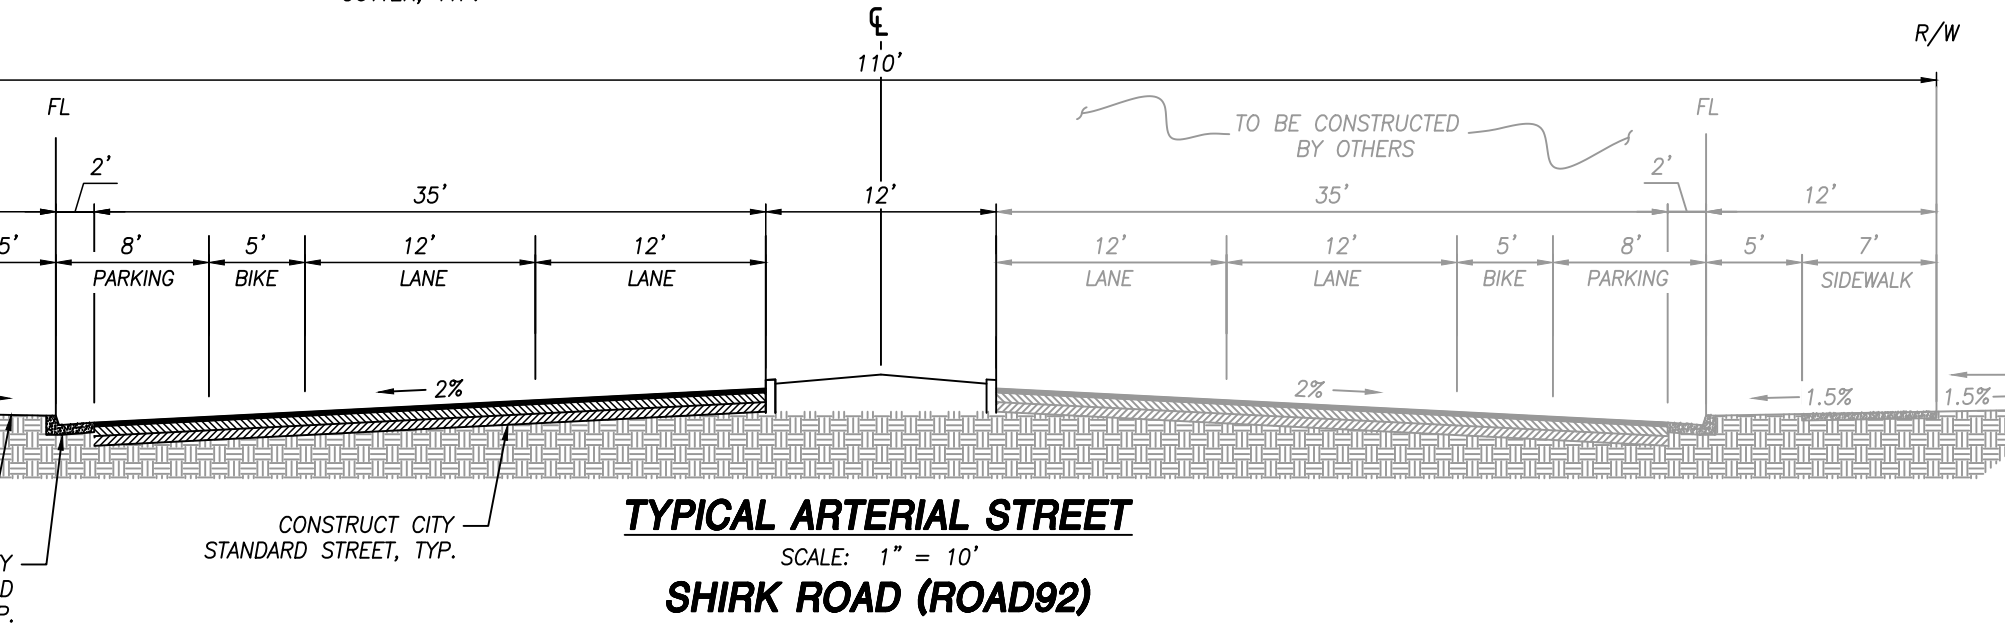 ℄
R/W
110'
FL
TO BE CONSTRUCTED
BY OTHERS
FL
2'
35'
12'
35'
2'
12'
5'
8'
5'
12'
12'
12'
12'
5'
8'
5'
7'
PARKING
BIKE
LANE
LANE
LANE
LANE
BIKE
PARKING
SIDEWALK
2%
2%
1.5%
1.5%
CONSTRUCT CITY
STANDARD STREET, TYP.
Y
D
P.
TYPICAL ARTERIAL STREET
SCALE: 1" = 10'
SHIRK ROAD (ROAD92)